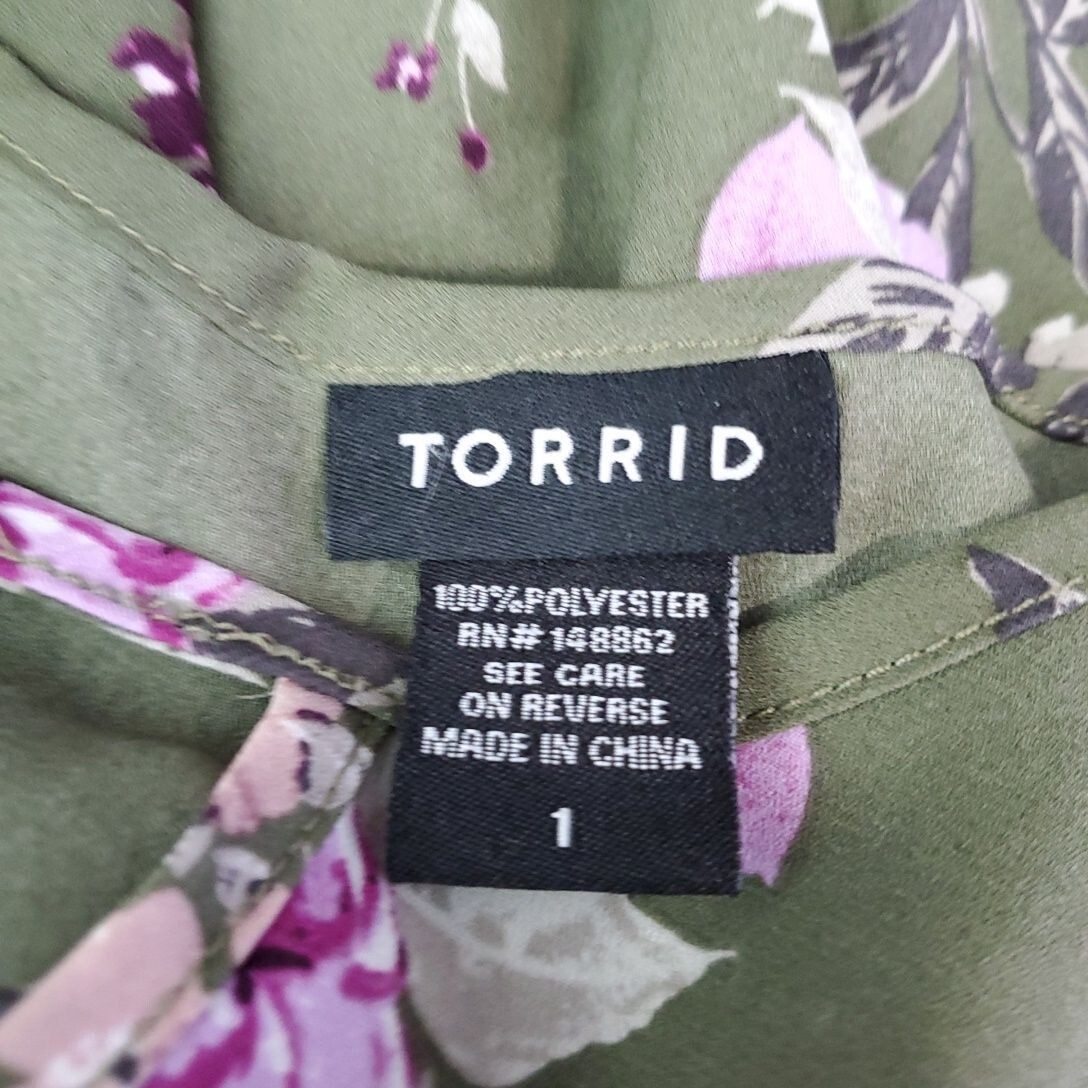 TORRID
100%POLYESTER
RN#148862
SEE CARE
ON REVERSE
MADE IN CHINA
1